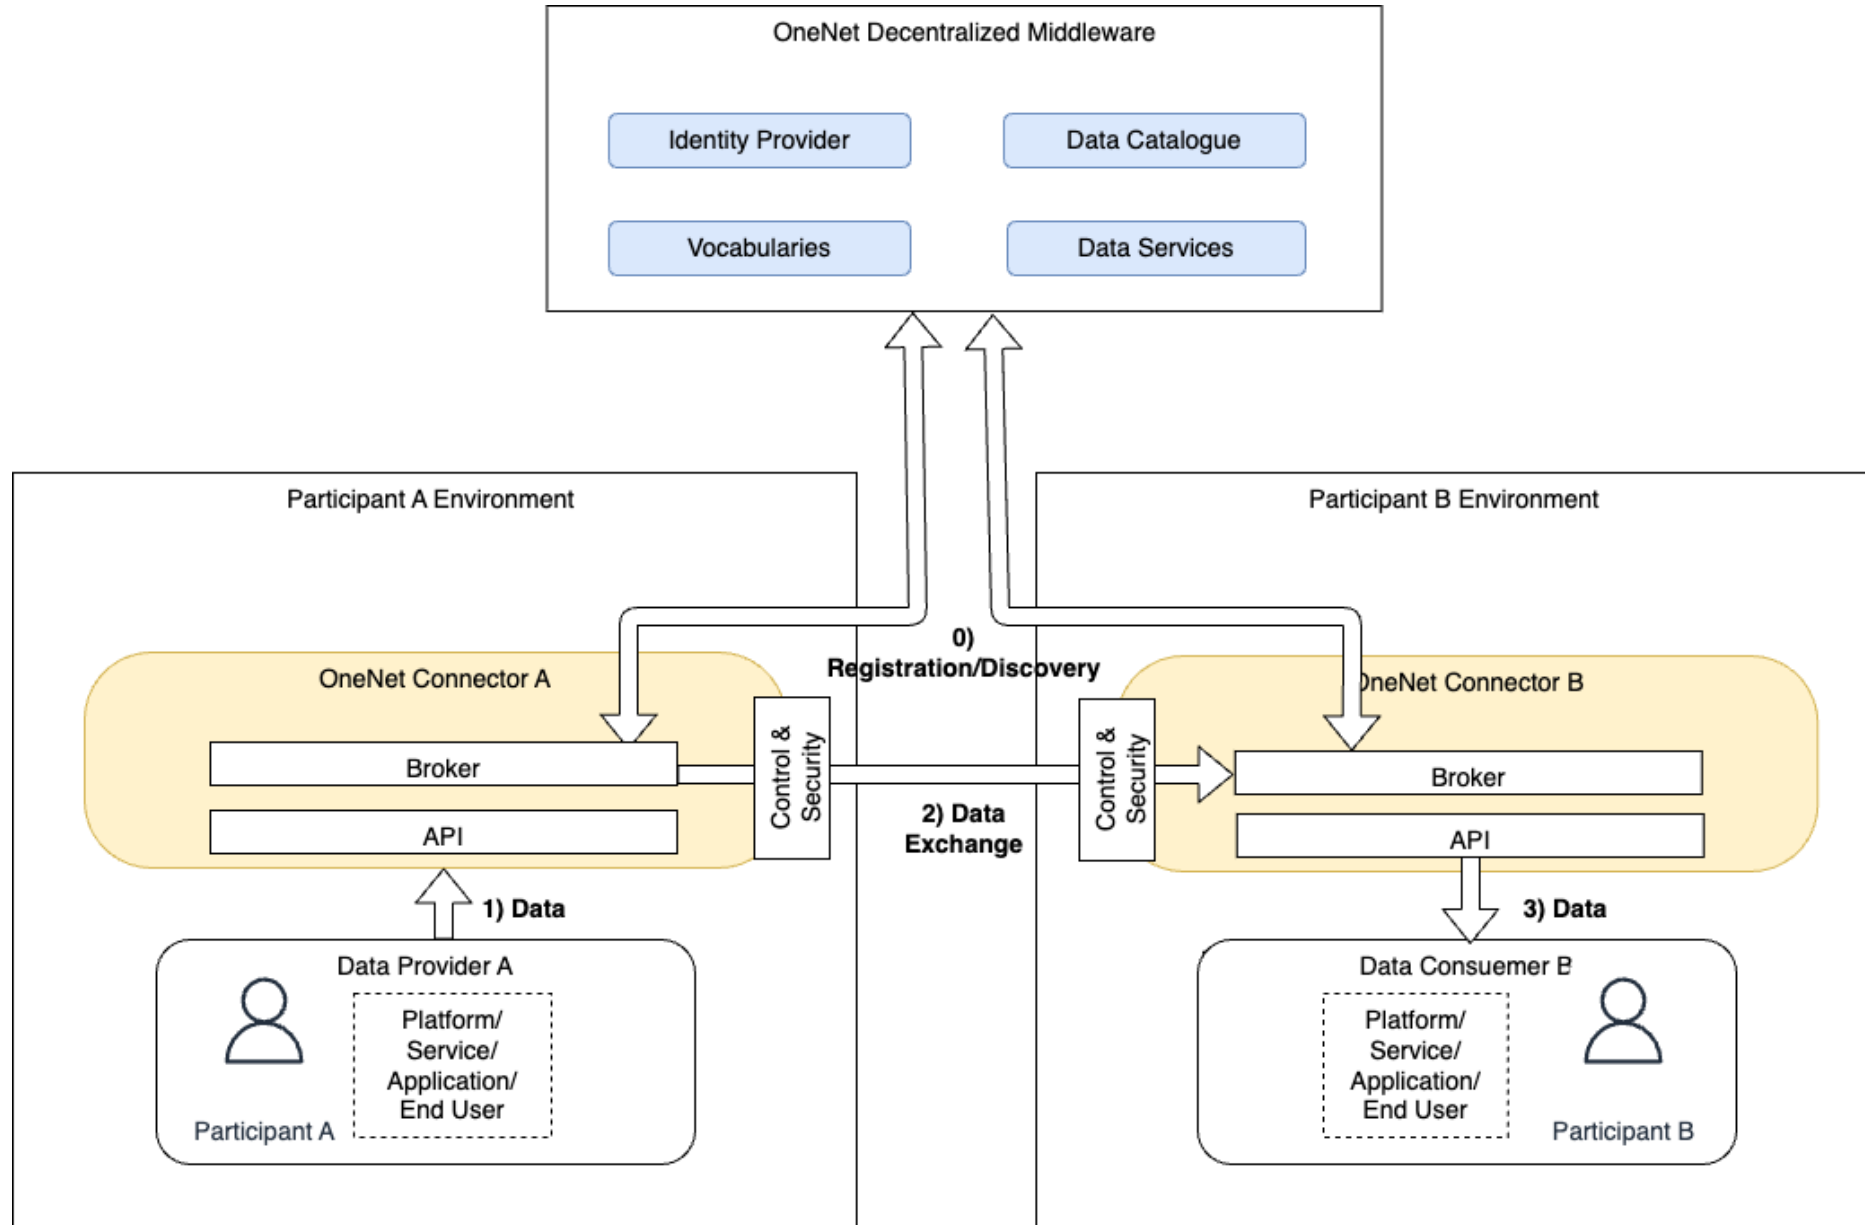 OneNet Decentralized Middleware
Identity Provider
Data Catalogue
Vocabularies
Data Services
Participant A Environment
Participant B Environment
0)
Registration/Discovery
OneNet Connector A
OneNet Connector B
Control &
Security
Control &
Security
Broker
Broker
2) Data
Exchange
API
API
1) Data
3) Data
Data Provider A
Platform/
Service/
Application/
End User
Participant A
Data Consuemer B
Platform/
Service/
Application/
End User
Participant B